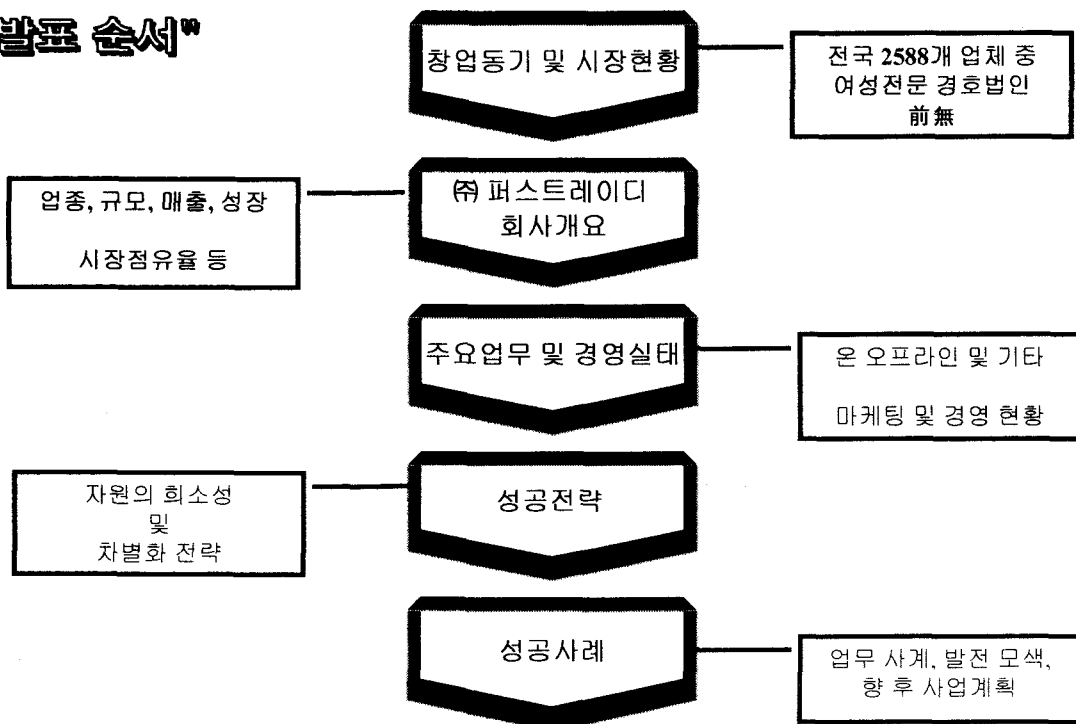 발표 순서"
창업동기 및 시장현황
전국 2588개 업체 중
여성전문 경호법인
前無
㈜ 퍼스트레이디
회사개요
업종, 규모, 매출, 성장
시장점유율 등
주요업무 및 경영실태
온 오프라인 및 기타
마케팅 및 경영 현황
성공전략
자원의 희소성
및
차별화 전략
성공사례
업무 사계, 발전 모색,
향 후 사업계획